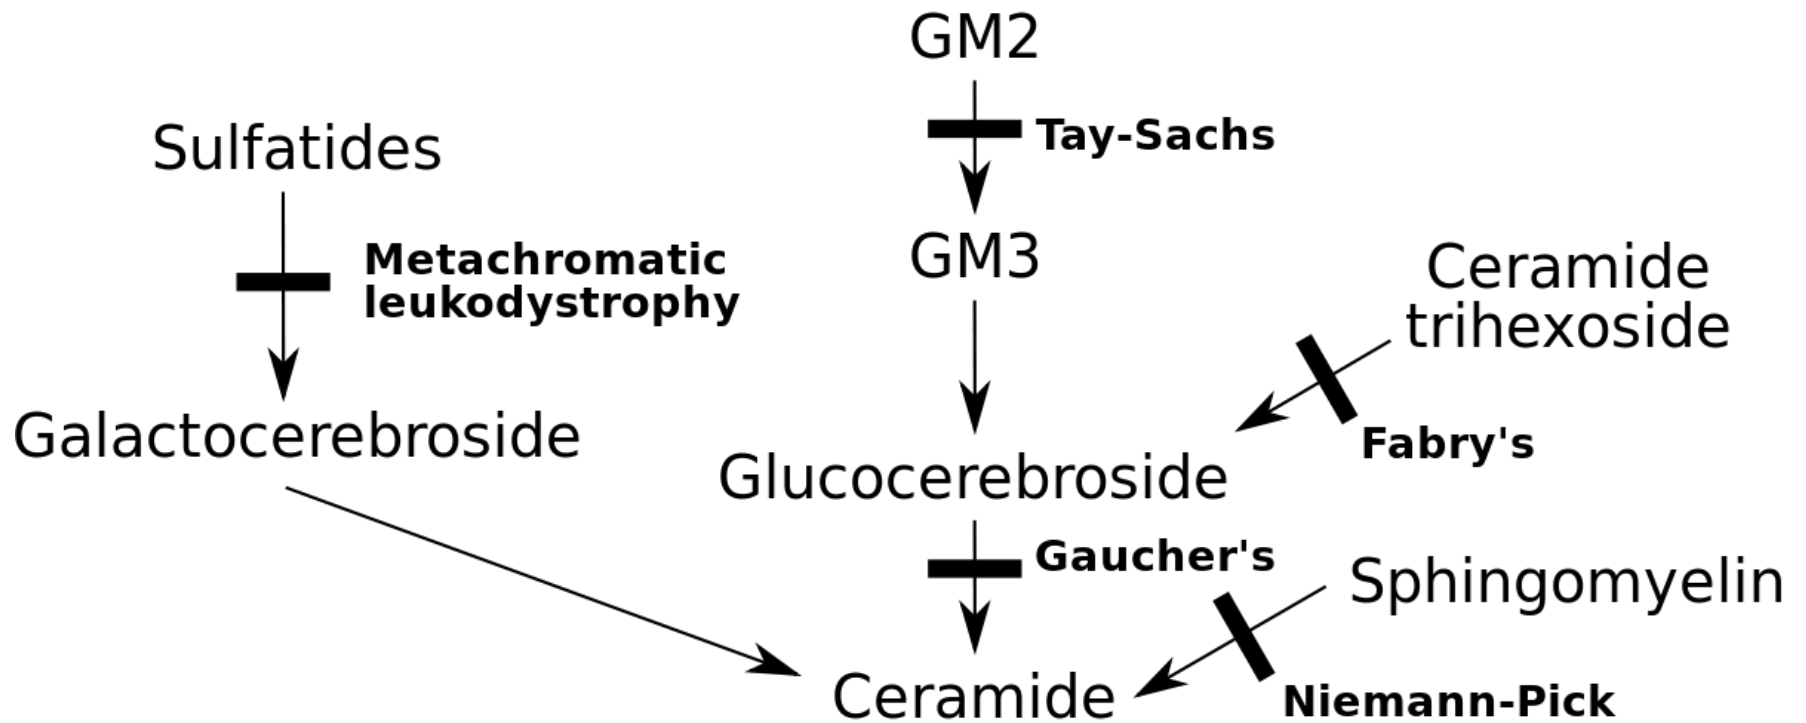 GM2
Tay-Sachs
Sulfatides
GM3
Metachromatic
leukodystrophy
Ceramide
trihexoside
Galactocerebroside
Fabry's
Glucocerebroside
Gaucher's
Sphingomyelin
Ceramide
Niemann-Pick